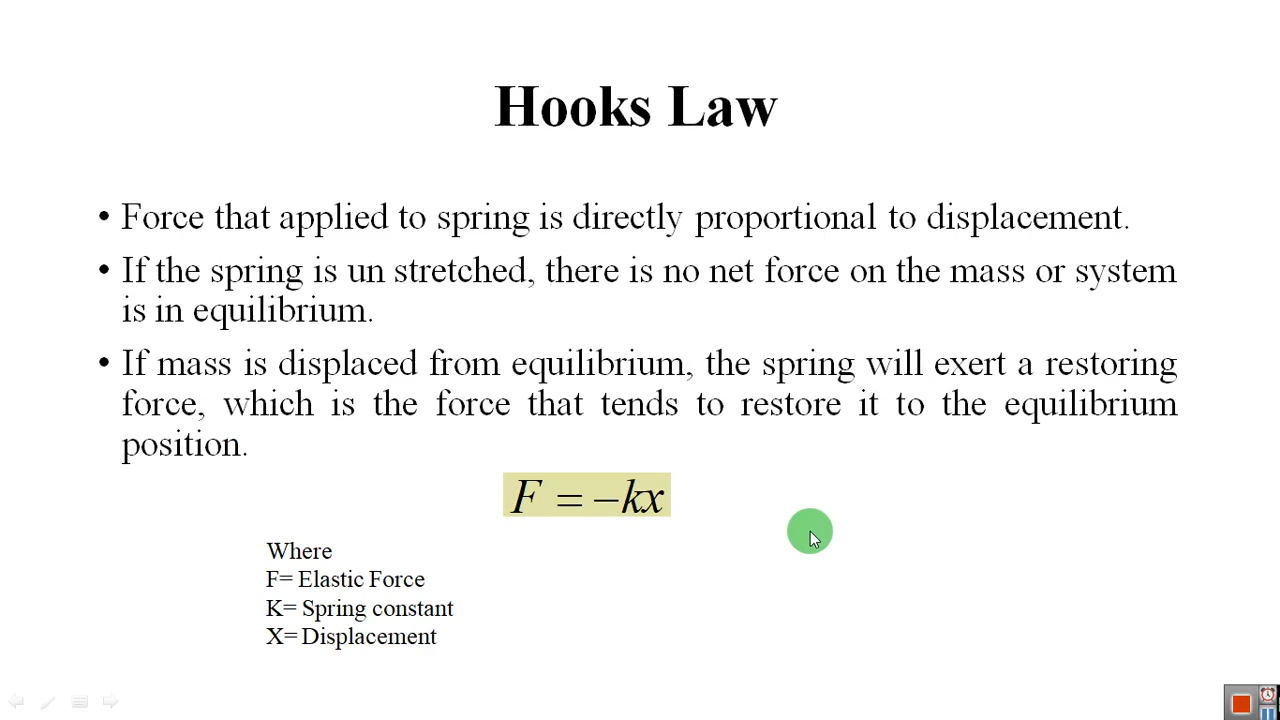 Hooks Law
• Force that applied to spring is directly proportional to displacement.
• If the spring is un stretched, there is no net force on the mass or system
is in equilibrium.
• If mass is displaced from equilibrium, the spring will exert a restoring
force, which is the force that tends to restore it to the equilibrium
position.
F = −kx
Where
F= Elastic Force
K= Spring constant
X= Displacement